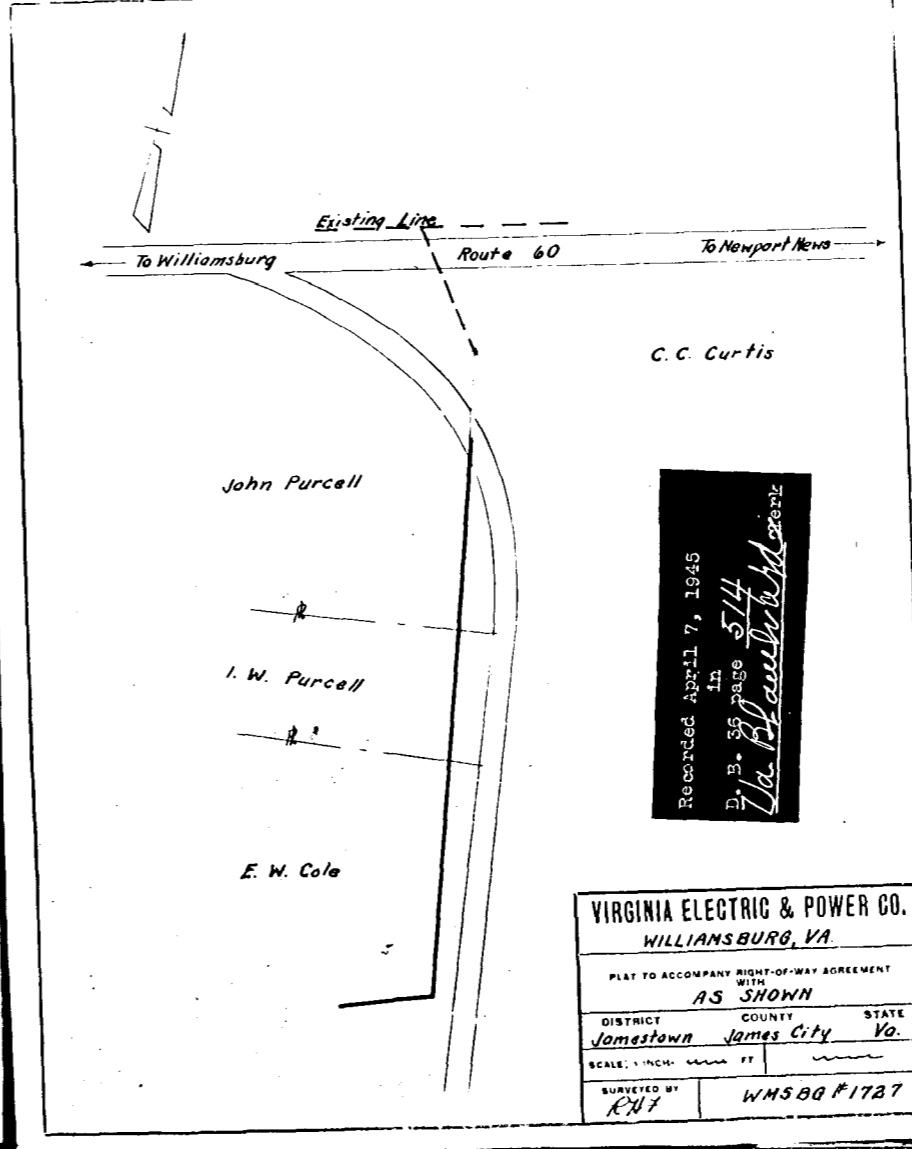 Existing Line
To Williamsburg
Route 60
To Newport News
C. C. Curtis
John Purcell
I. W. Purcell
E. W. Cole
Recorded April 7, 1945
in
D. B. 36 page 514
VIRGINIA ELECTRIC & POWER CO.
WILLIAMSBURG, VA.
PLAT TO ACCOMPANY RIGHT-OF-WAY AGREEMENT
WITH
AS SHOWN
DISTRICT COUNTY STATE
Jamestown James City Va.
SCALE: 1 INCH- FT
SURVEYED BY
WMSBG #1727